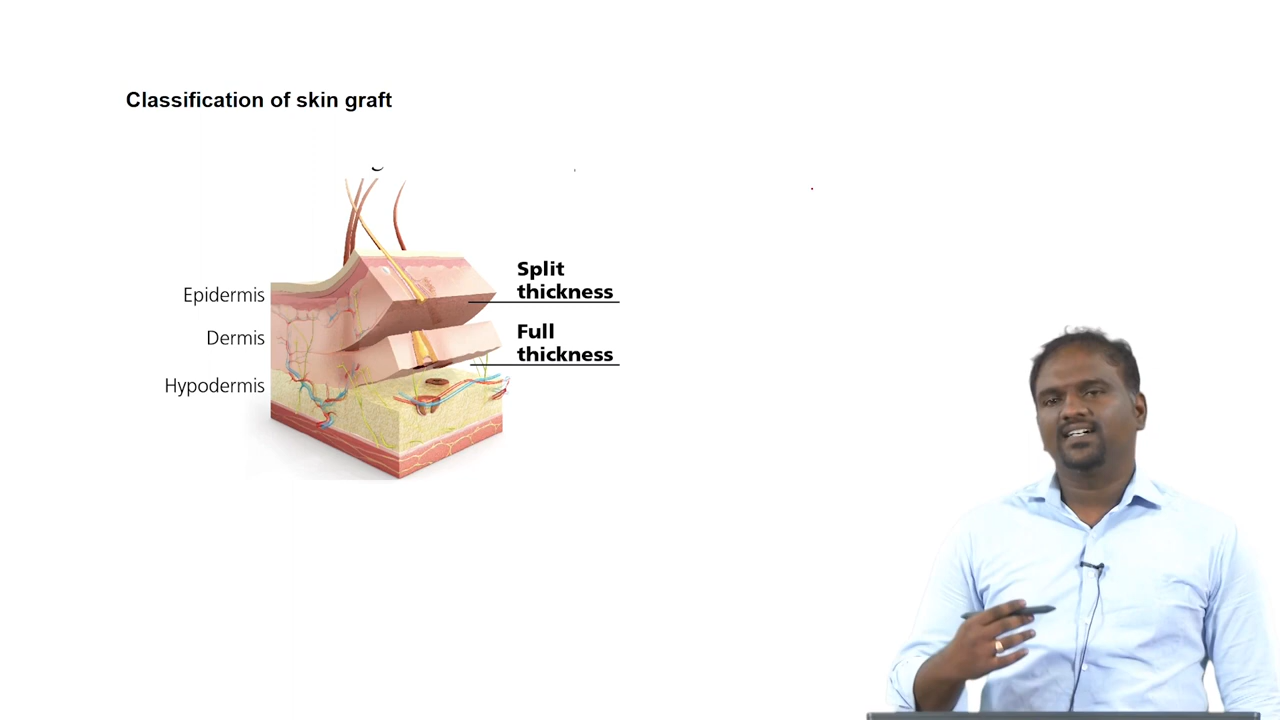 Classification of skin graft
Epidermis
Dermis
Hypodermis
Split
thickness
Full
thickness